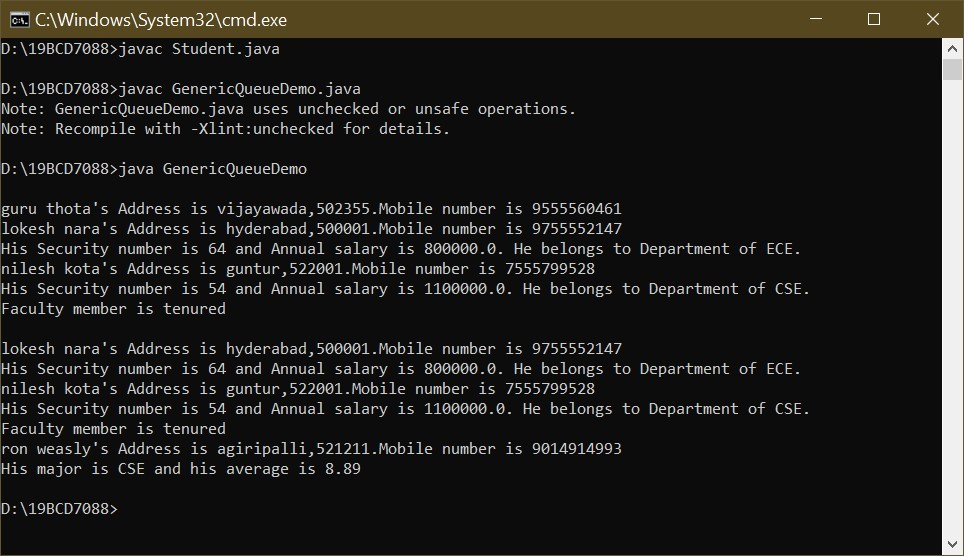 C:\Windows\System32\cmd.exe
D:\19BCD7088>javac Student.java
D:\19BCD7088>javac GenericQueueDemo.java
Note: GenericQueueDemo.java uses unchecked or unsafe operations.
Note: Recompile with -Xlint:unchecked for details.
D:\19BCD7088>java GenericQueueDemo
guru thota's Address is vijayawada,502355.Mobile number is 9555560461
lokesh nara's Address is hyderabad,500001.Mobile number is 9755552147
His Security number is 64 and Annual salary is 800000.0. He belongs to Department of ECE.
nilesh kota's Address is guntur,522001.Mobile number is 7555799528
His Security number is 54 and Annual salary is 1100000.0. He belongs to Department of CSE.
Faculty member is tenured
lokesh nara's Address is hyderabad,500001.Mobile number is 9755552147
His Security number is 64 and Annual salary is 800000.0. He belongs to Department of ECE.
nilesh kota's Address is guntur,522001.Mobile number is 7555799528
His Security number is 54 and Annual salary is 1100000.0. He belongs to Department of CSE.
Faculty member is tenured
ron weasly's Address is agiripalli,521211.Mobile number is 9014914993
His major is CSE and his average is 8.89
D:\19BCD7088>